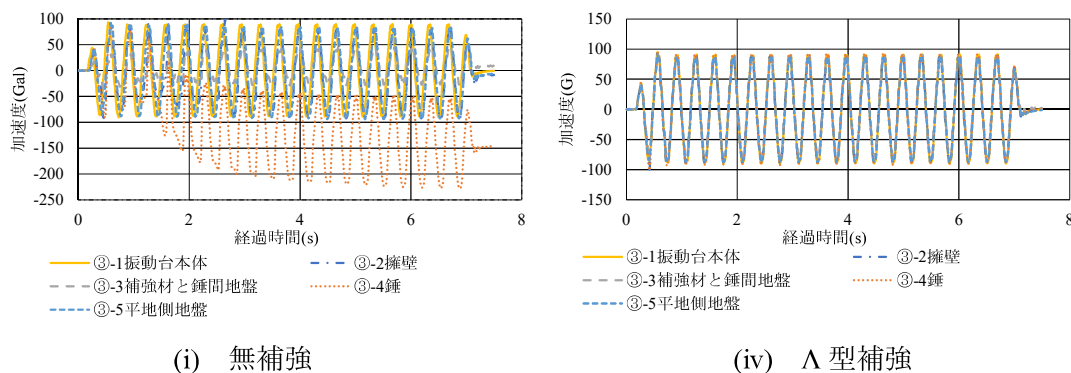 100
50
0
-50
-100
-150
-200
-250
加速度(Gal)
0 2 4 6 8
経過時間(s)
③-1振動台本体 ③-2擁壁
③-3補強材と錘間地盤 ③-4錘
③-5平地側地盤
(i) 無補強
150
100
50
0
-50
-100
-150
加速度(G)
0 2 4 6 8
経過時間(s)
③-1振動台本体 ③-2擁壁
③-3補強材と錘間地盤 ③-4錘
③-5平地側地盤
(iv) Λ型補強